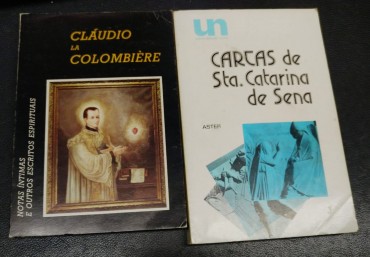 CLÁUDIO
LA
COLOMBIÈRE
NOTAS ÍNTIMAS
E OUTROS ESCRITOS ESPIRITUAIS
un
CARTAS de
Sta. Catarina
de Sena
ASTER